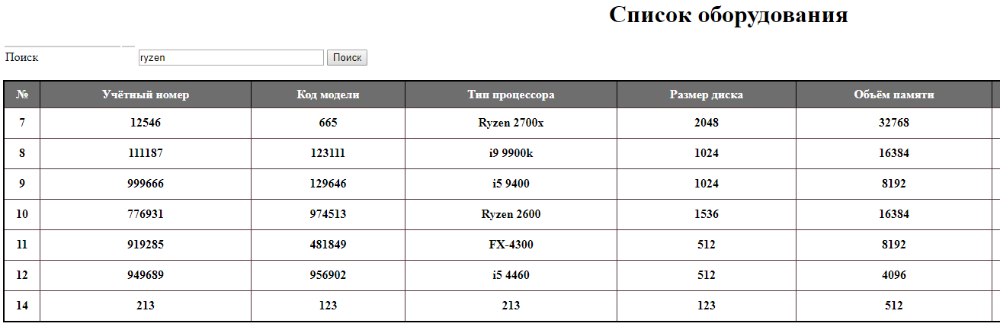 Список оборудования
Поиск ryzen Поиск
№ Учётный номер Код модели Тип процессора Размер диска Объём памяти
7 12546 665 Ryzen 2700x 2048 32768
8 111187 123111 i9 9900k 1024 16384
9 999666 129646 i5 9400 1024 8192
10 776931 974513 Ryzen 2600 1536 16384
11 919285 481849 FX-4300 512 8192
12 949689 956902 i5 4460 512 4096
14 213 123 213 123 512